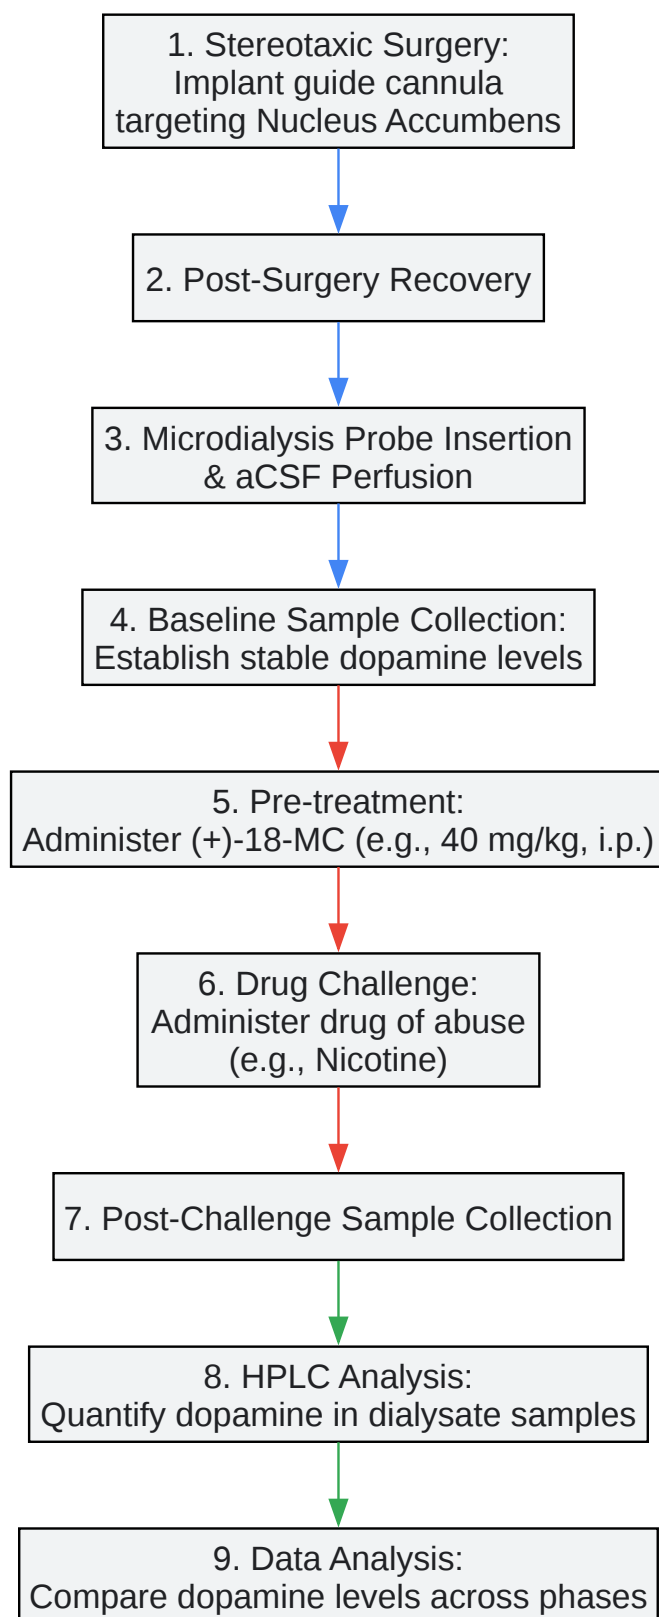 1. Stereotaxic Surgery:
Implant guide cannula
targeting Nucleus Accumbens
2. Post-Surgery Recovery
3. Microdialysis Probe Insertion
& aCSF Perfusion
4. Baseline Sample Collection:
Establish stable dopamine levels
5. Pre-treatment:
Administer (+)-18-MC (e.g., 40 mg/kg, i.p.)
6. Drug Challenge:
Administer drug of abuse
(e.g., Nicotine)
7. Post-Challenge Sample Collection
8. HPLC Analysis:
Quantify dopamine in dialysate samples
9. Data Analysis:
Compare dopamine levels across phases